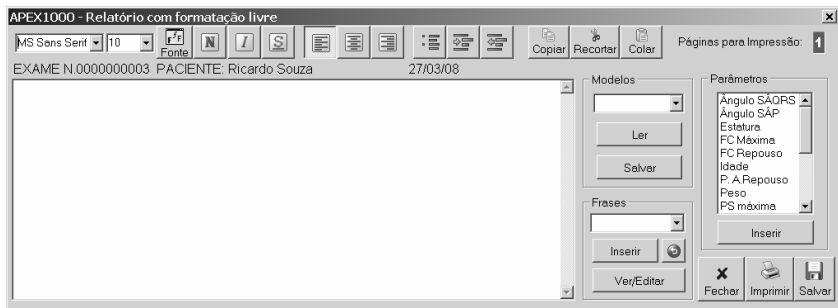 APEX1000 - Relatório com formatação livre
MS Sans Serif 10 Fonte N I S Copiar Recortar Colar Páginas para Impressão: 1
EXAME N.0000000003 PACIENTE: Ricardo Souza 27/03/08
Modelos
Ler
Salvar
Frases
Inserir
Ver/Editar
Parâmetros
Ângulo SÂQRS
Ângulo SÂP
Estatura
FC Máxima
FC Repouso
Idade
P. A.Repouso
Peso
PS máxima
Inserir
Fechar Imprimir Salvar